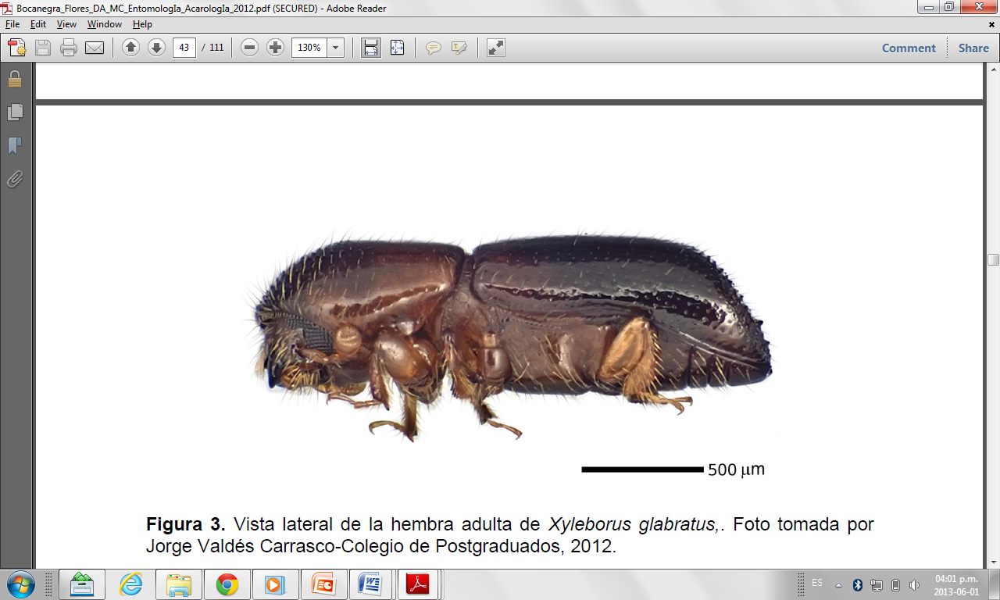 Bocanegra_Flores_DA_MC_EntomologIa_AcarologIa_2012.pdf (SECURED) - Adobe Reader
File Edit View Window Help
43 / 111 130% Comment Share
500 μm
Figura 3. Vista lateral de la hembra adulta de Xyleborus glabratus,. Foto tomada por
Jorge Valdés Carrasco-Colegio de Postgraduados, 2012.
ES 04:01 p.m.
2013-06-01